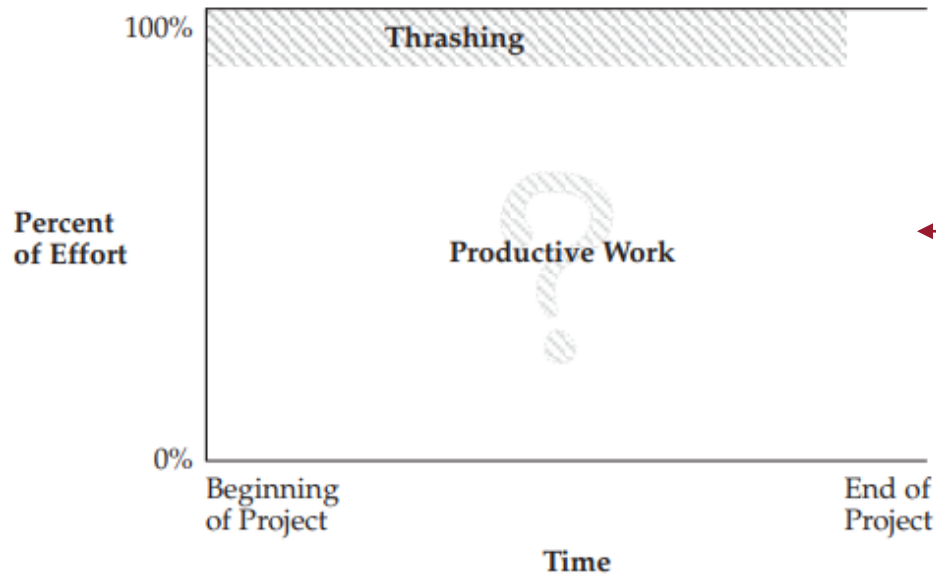 100%
Thrashing
Percent
of Effort
Productive Work
?
0%
Beginning
of Project
End of
Project
Time